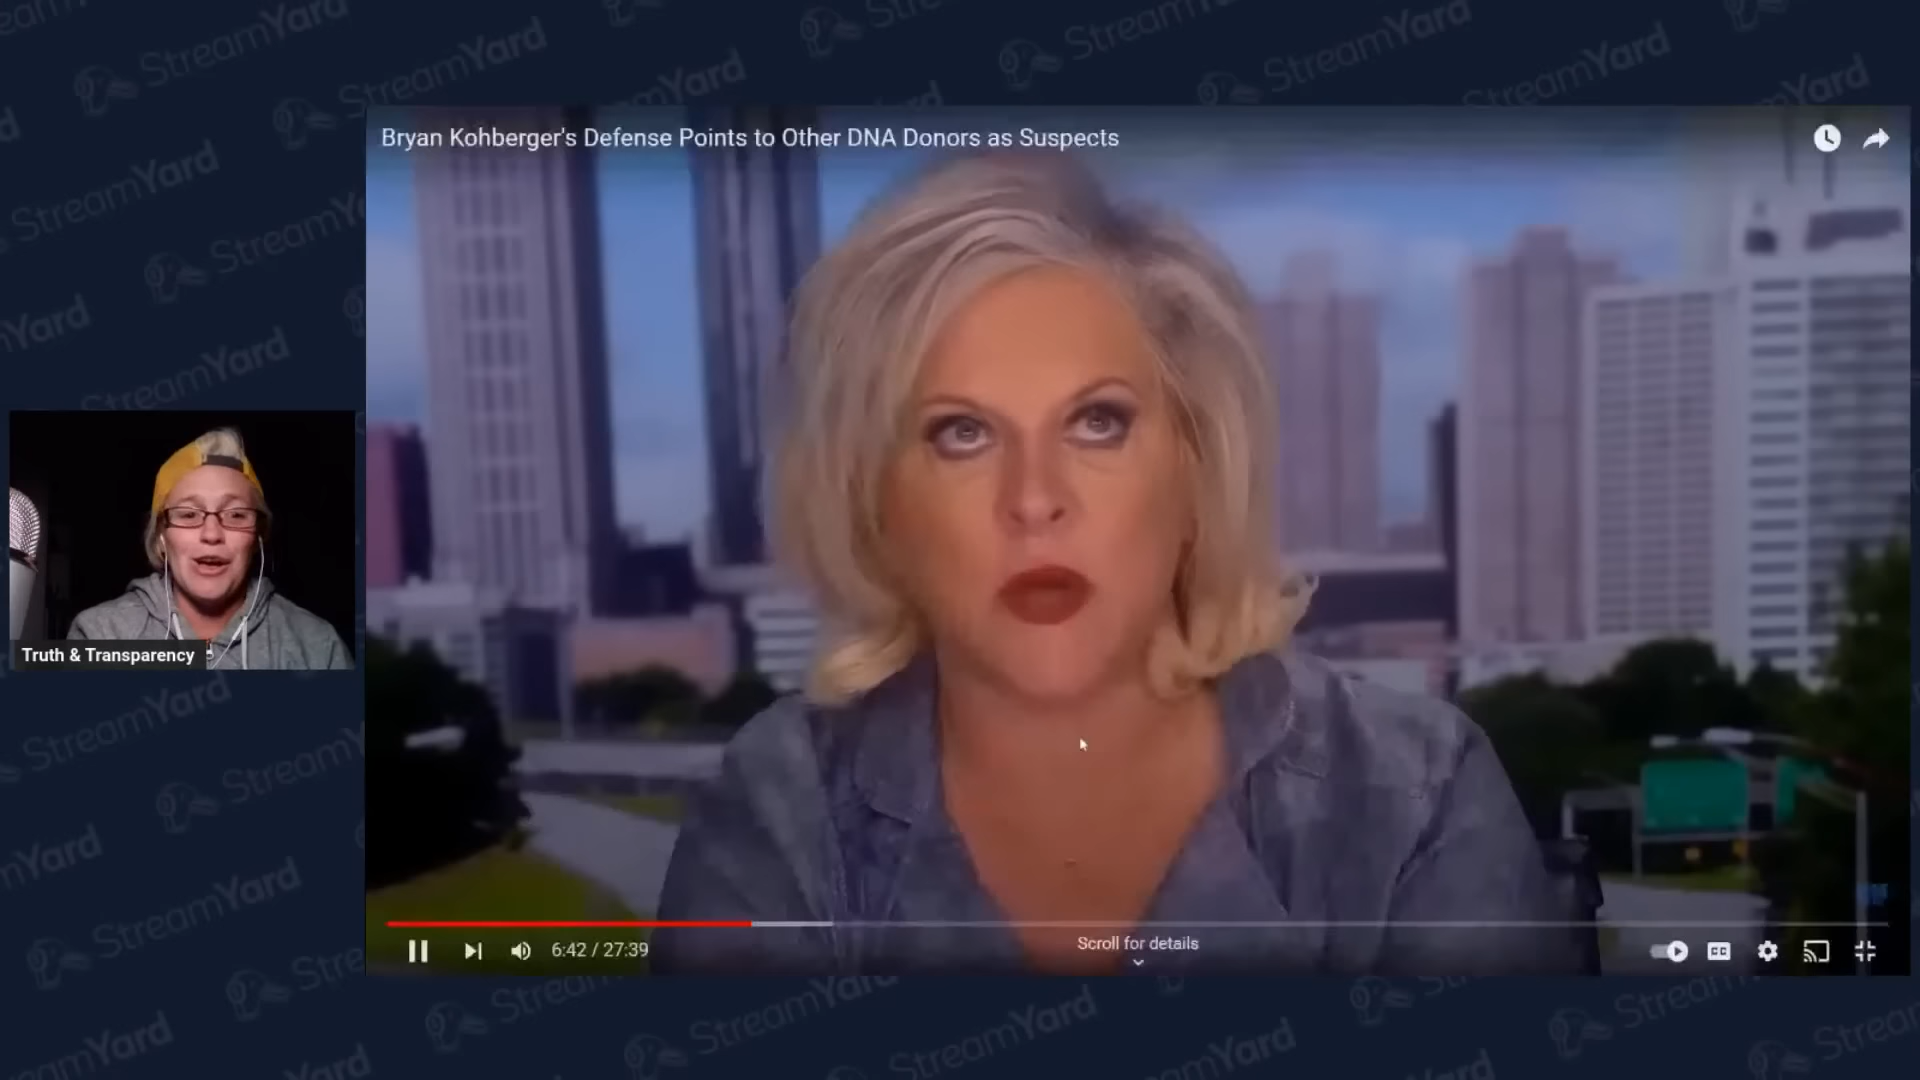 StreamYard
Bryan Kohberger's Defense Points to Other DNA Donors as Suspects
Truth & Transparency
6:42 / 27:39
Scroll for details
CC